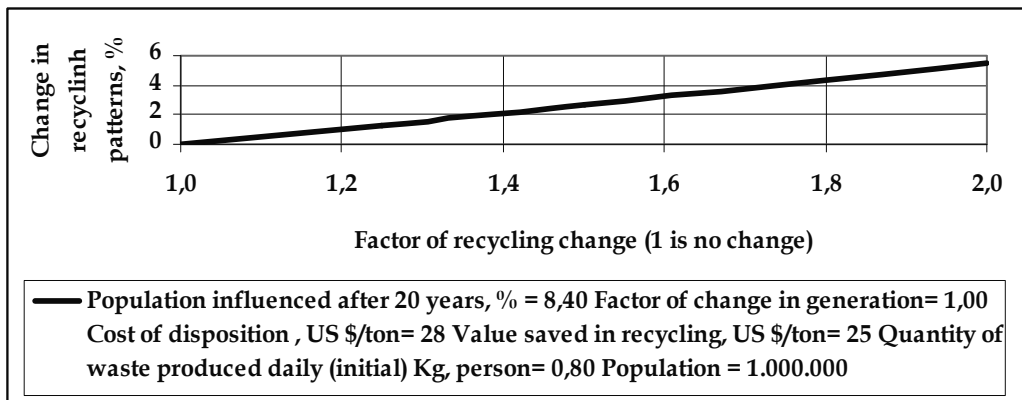 Change in
recyclinh
patterns, %
6
4
2
0
1,0 1,2 1,4 1,6 1,8 2,0
Factor of recycling change (1 is no change)
Population influenced after 20 years, % = 8,40 Factor of change in generation= 1,00
Cost of disposition , US $/ton= 28 Value saved in recycling, US $/ton= 25 Quantity of
waste produced daily (initial) Kg, person= 0,80 Population = 1.000.000